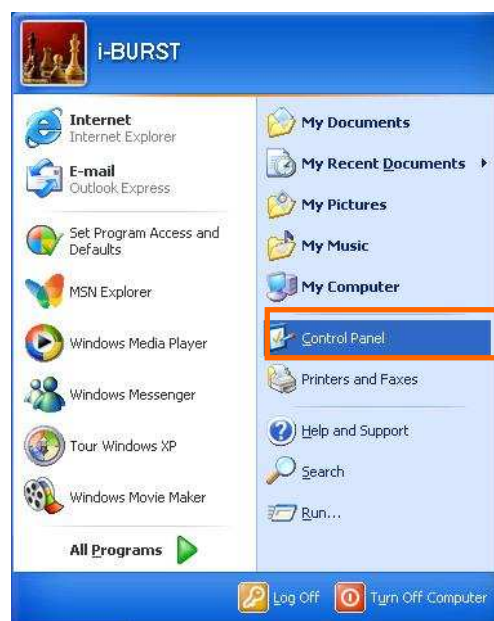 i-BURST
Internet
Internet Explorer
E-mail
Outlook Express
Set Program Access and
Defaults
MSN Explorer
Windows Media Player
Windows Messenger
Tour Windows XP
Windows Movie Maker
All Programs
My Documents
My Recent Documents
My Pictures
My Music
My Computer
Control Panel
Printers and Faxes
Help and Support
Search
Run...
Log Off
Turn Off Computer